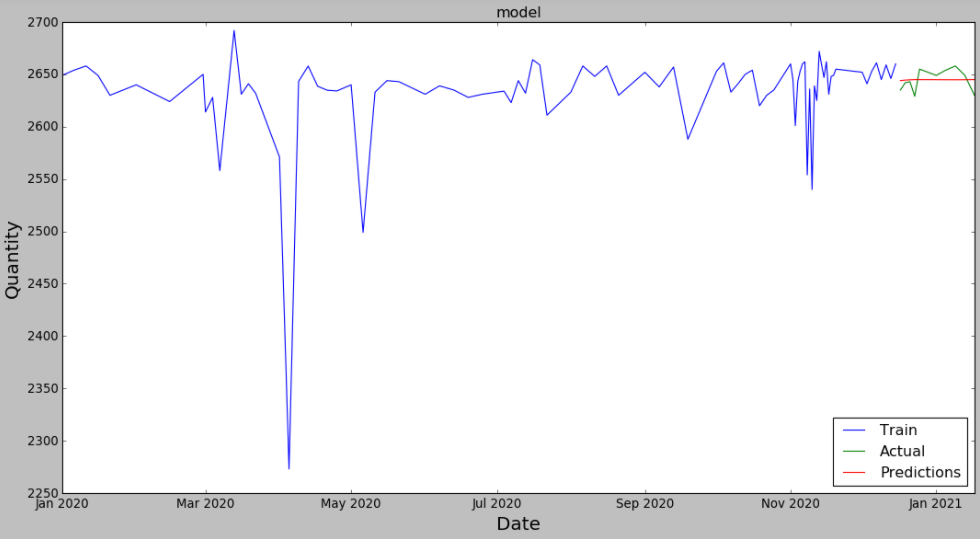 model
2700
2650
2600
2550
2500
2450
2400
2350
2300
2250
Quantity
Jan 2020 Mar 2020 May 2020 Jul 2020 Sep 2020 Nov 2020 Jan 2021
Date
Train
Actual
Predictions